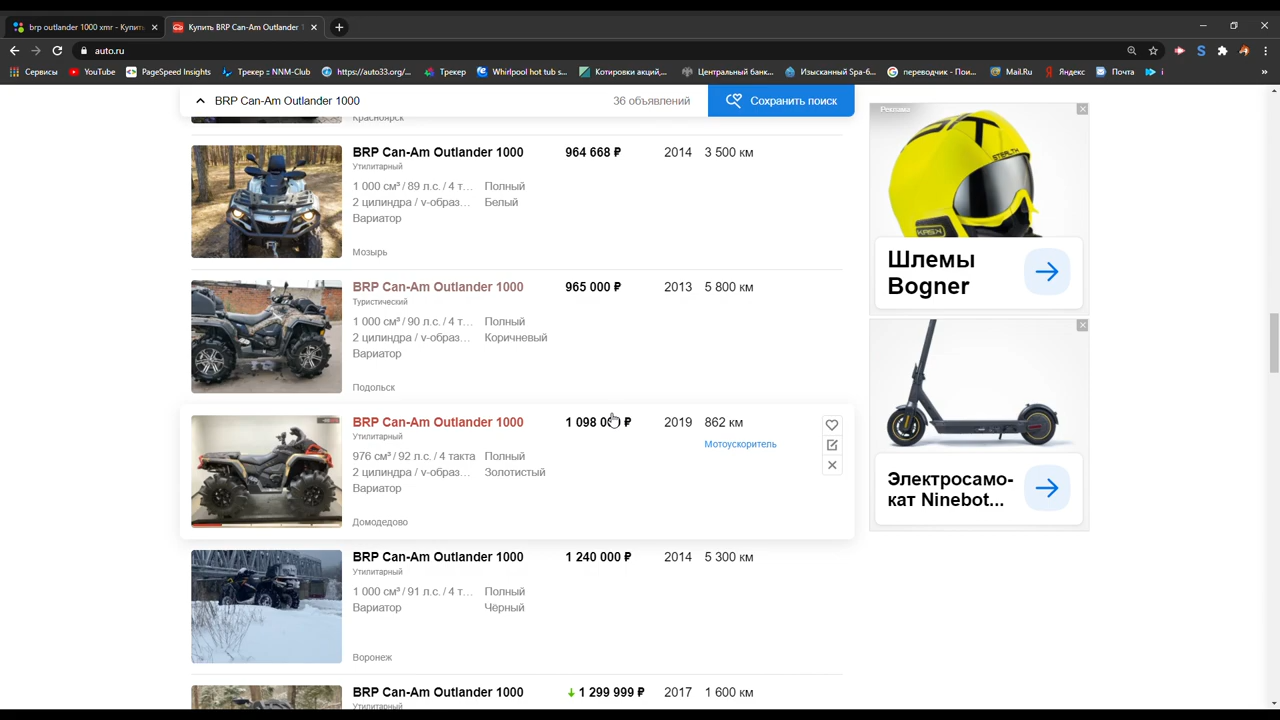 brp outlander 1000 xmr - Купить
Купить BRP Can-Am Outlander 1
auto.ru
Сервисы
YouTube
PageSpeed Insights
Трекер :: NNM-Club
https://auto33.org/...
Трекер
Whirlpool hot tub s...
Котировки акций,...
Центральный банк...
Изысканный Spa-6...
переводчик - Пои...
Mail.Ru
Яндекс
Почта
BRP Can-Am Outlander 1000
36 объявлений
Сохранить поиск
Красноярск
BRP Can-Am Outlander 1000 964 668 ₽ 2014 3 500 км
Утилитарный
1 000 см³ / 89 л.с. / 4 т... Полный
2 цилиндра / v-образ... Белый
Вариатор
Мозырь
BRP Can-Am Outlander 1000 965 000 ₽ 2013 5 800 км
Туристический
1 000 см³ / 90 л.с. / 4 т... Полный
2 цилиндра / v-образ... Коричневый
Вариатор
Подольск
BRP Can-Am Outlander 1000 1 098 000 ₽ 2019 862 км
Утилитарный
Мотоускоритель
976 см³ / 92 л.с. / 4 такта Полный
2 цилиндра / v-образ... Золотистый
Вариатор
Домодедово
BRP Can-Am Outlander 1000 1 240 000 ₽ 2014 5 300 км
Утилитарный
1 000 см³ / 91 л.с. / 4 т... Полный
Вариатор Чёрный
Воронеж
BRP Can-Am Outlander 1000 1 299 999 ₽ 2017 1 600 км
Утилитарный
Реклама
STEALTH
Шлемы
Bogner
Электросамо-
кат Ninebot...